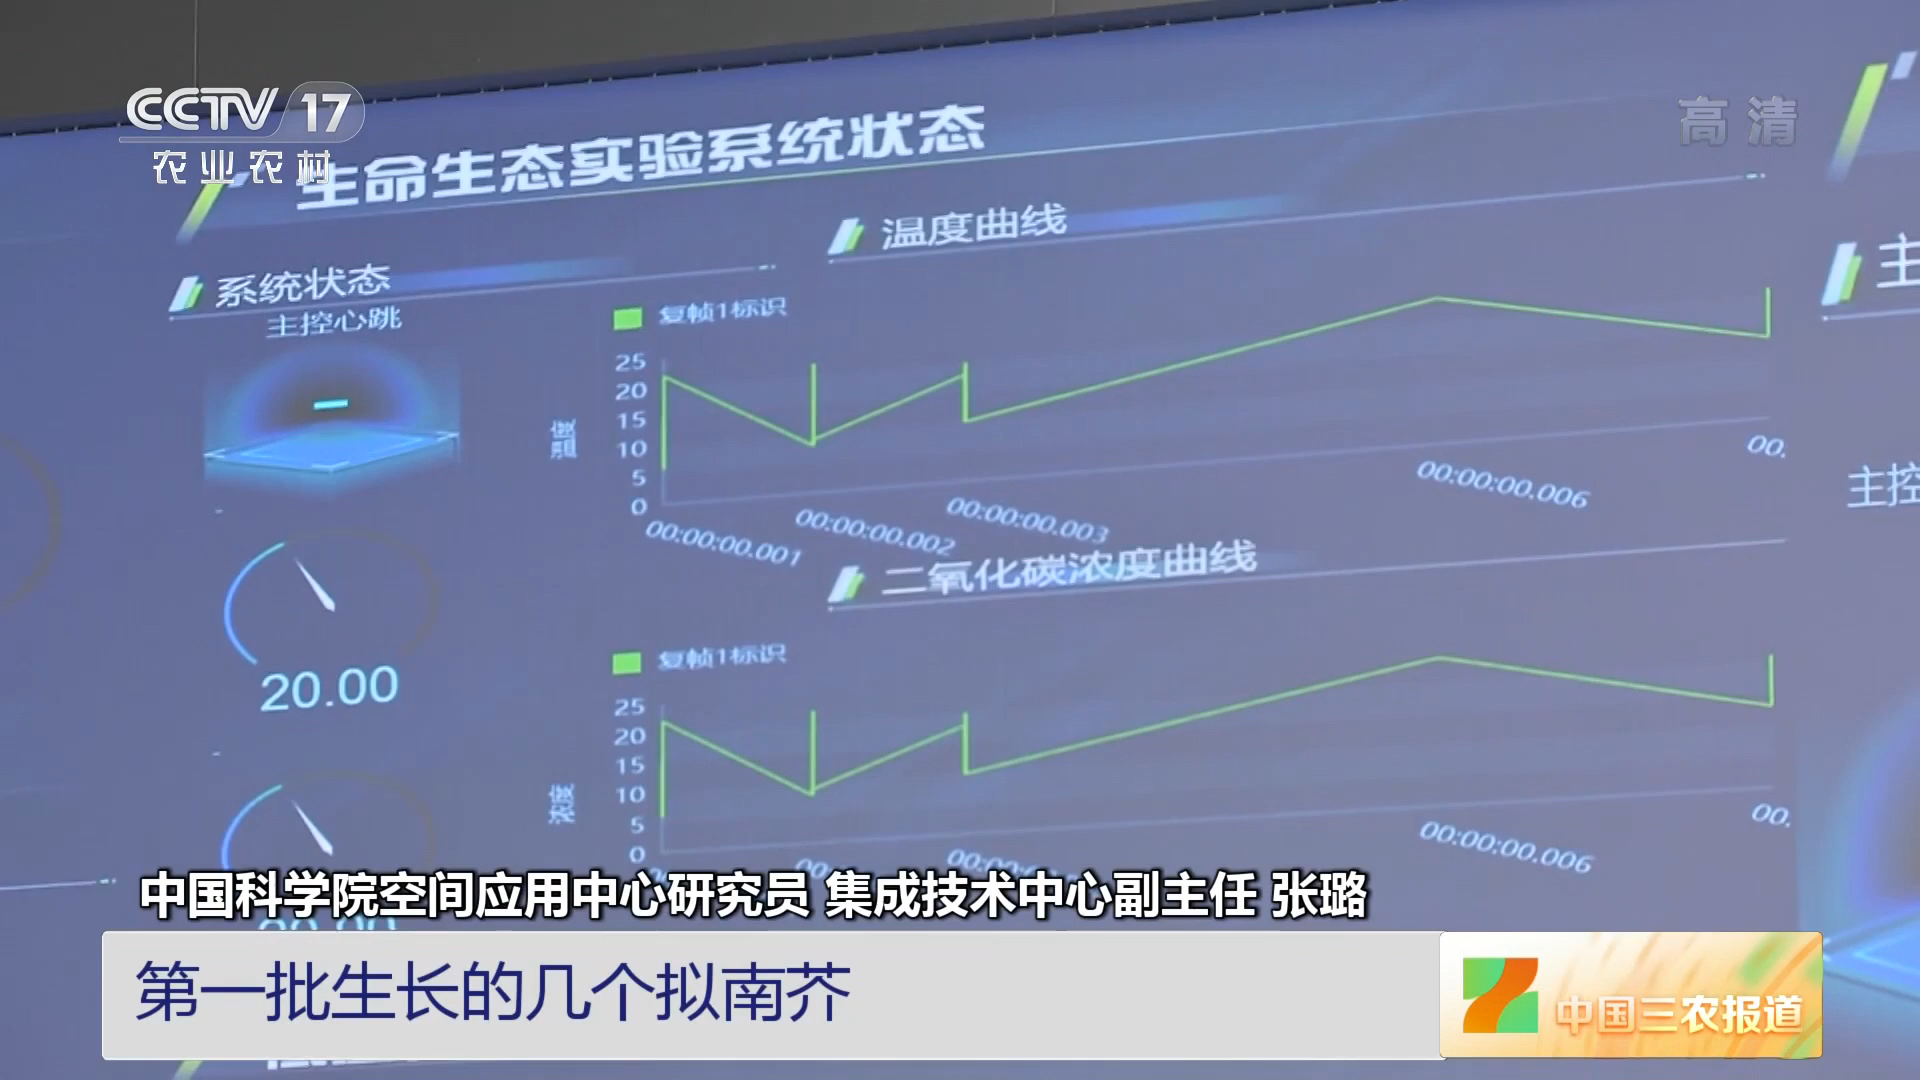 CCTV 17
农业农村
高清
生命生态实验系统状态
系统状态
主控心跳
20.00
温度曲线
复帧1标识
温度
25
20
15
10
5
0
00:00:00.001
00:00:00.002
00:00:00.003
00:00:00.006
00.
二氧化碳浓度曲线
复帧1标识
浓度
25
20
15
10
5
0
00:00:00.006
00.
主
主控
中国科学院空间应用中心研究员 集成技术中心副主任 张璐
第一批生长的几个拟南芥
中国三农报道